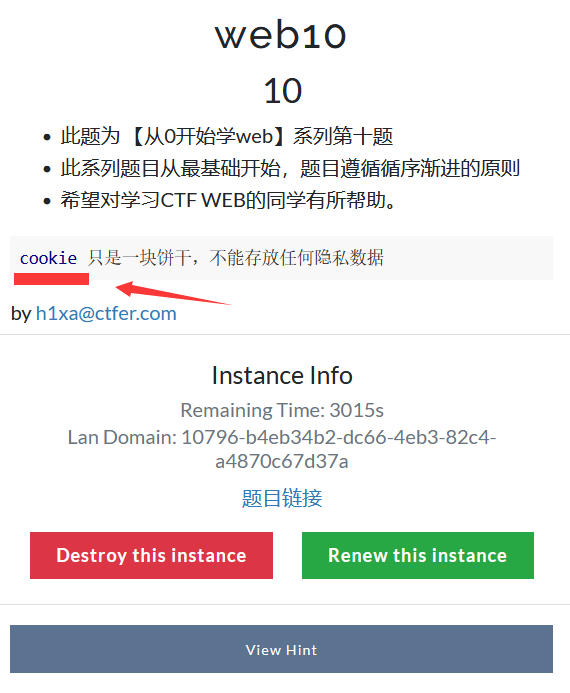 web10
10
此题为 【从0开始学web】系列第十题
此系列题目从最基础开始，题目遵循循序渐进的原则
希望对学习CTF WEB的同学有所帮助。
cookie 只是一块饼干，不能存放任何隐私数据
by h1xa@ctfer.com
Instance Info
Remaining Time: 3015s
Lan Domain: 10796-b4eb34b2-dc66-4eb3-82c4-
a4870c67d37a
题目链接
Destroy this instance Renew this instance
View Hint